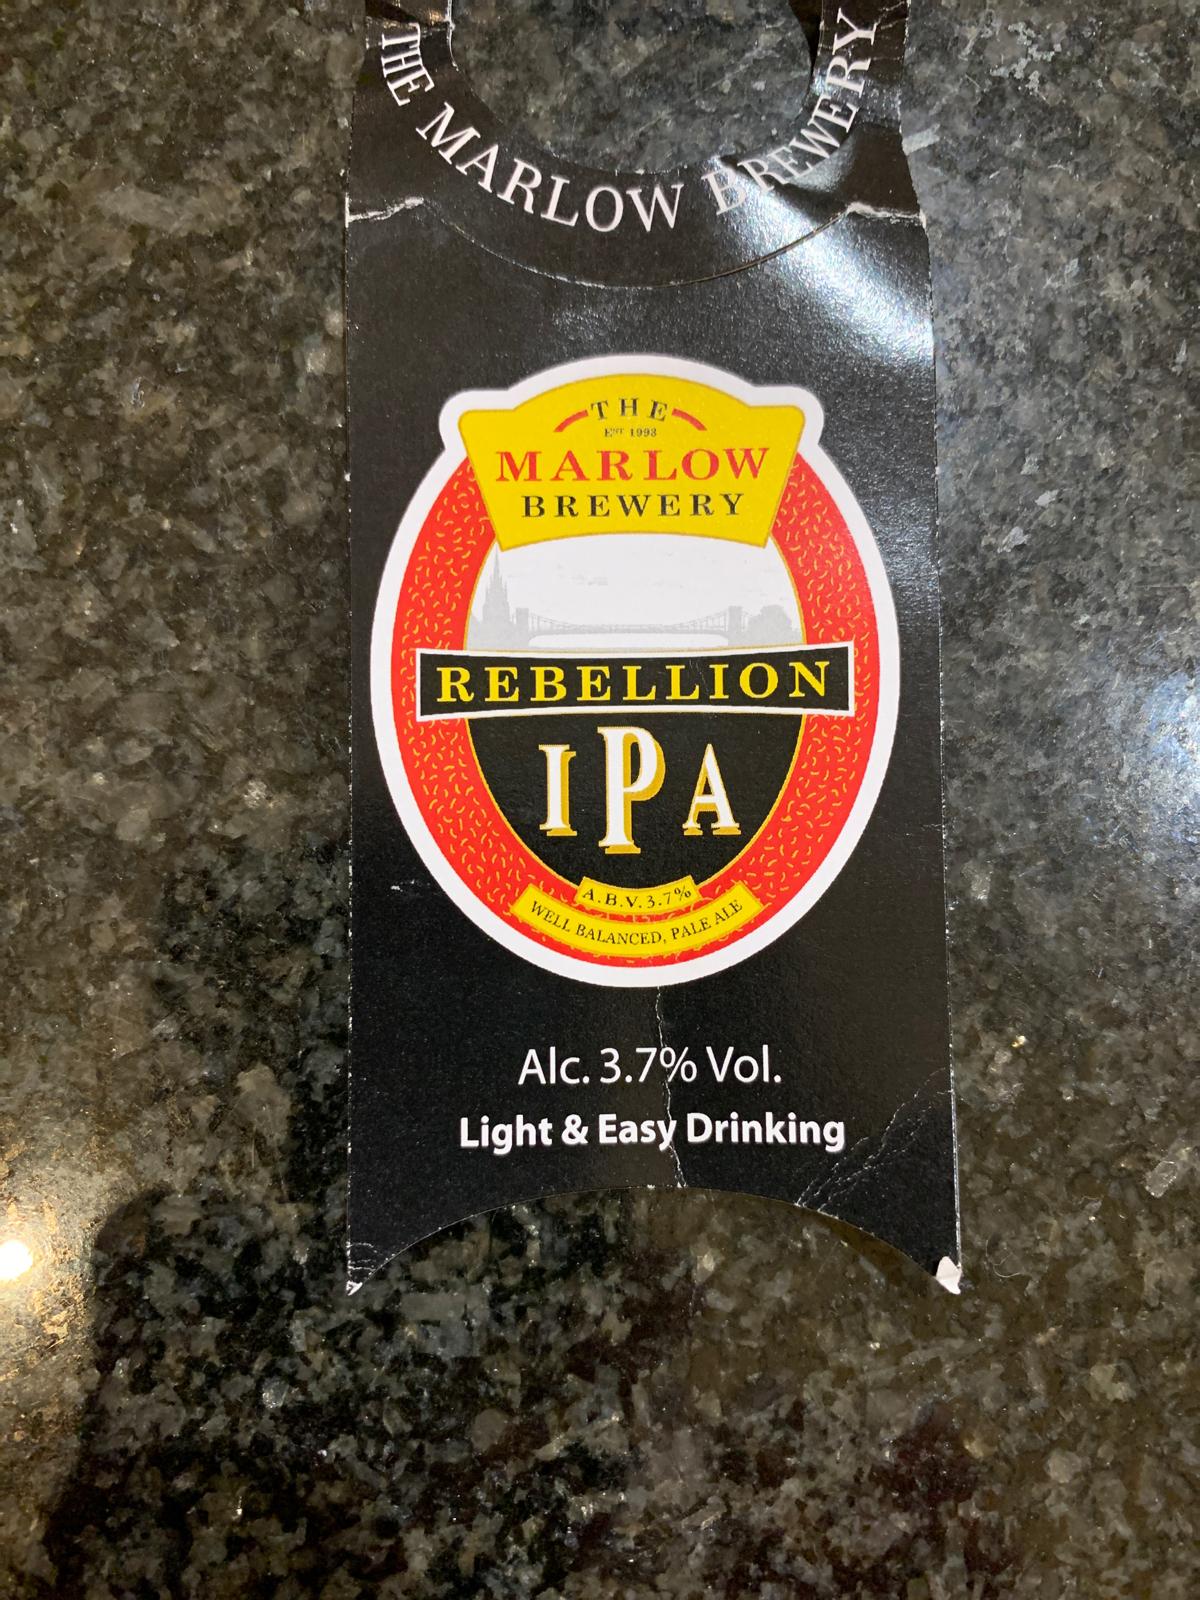 THE MARLOW BREWERY
THE
EST 1998
MARLOW
BREWERY
REBELLION
IPA
A.B.V. 3.7%
WELL BALANCED, PALE ALE
Alc. 3.7% Vol.
Light & Easy Drinking